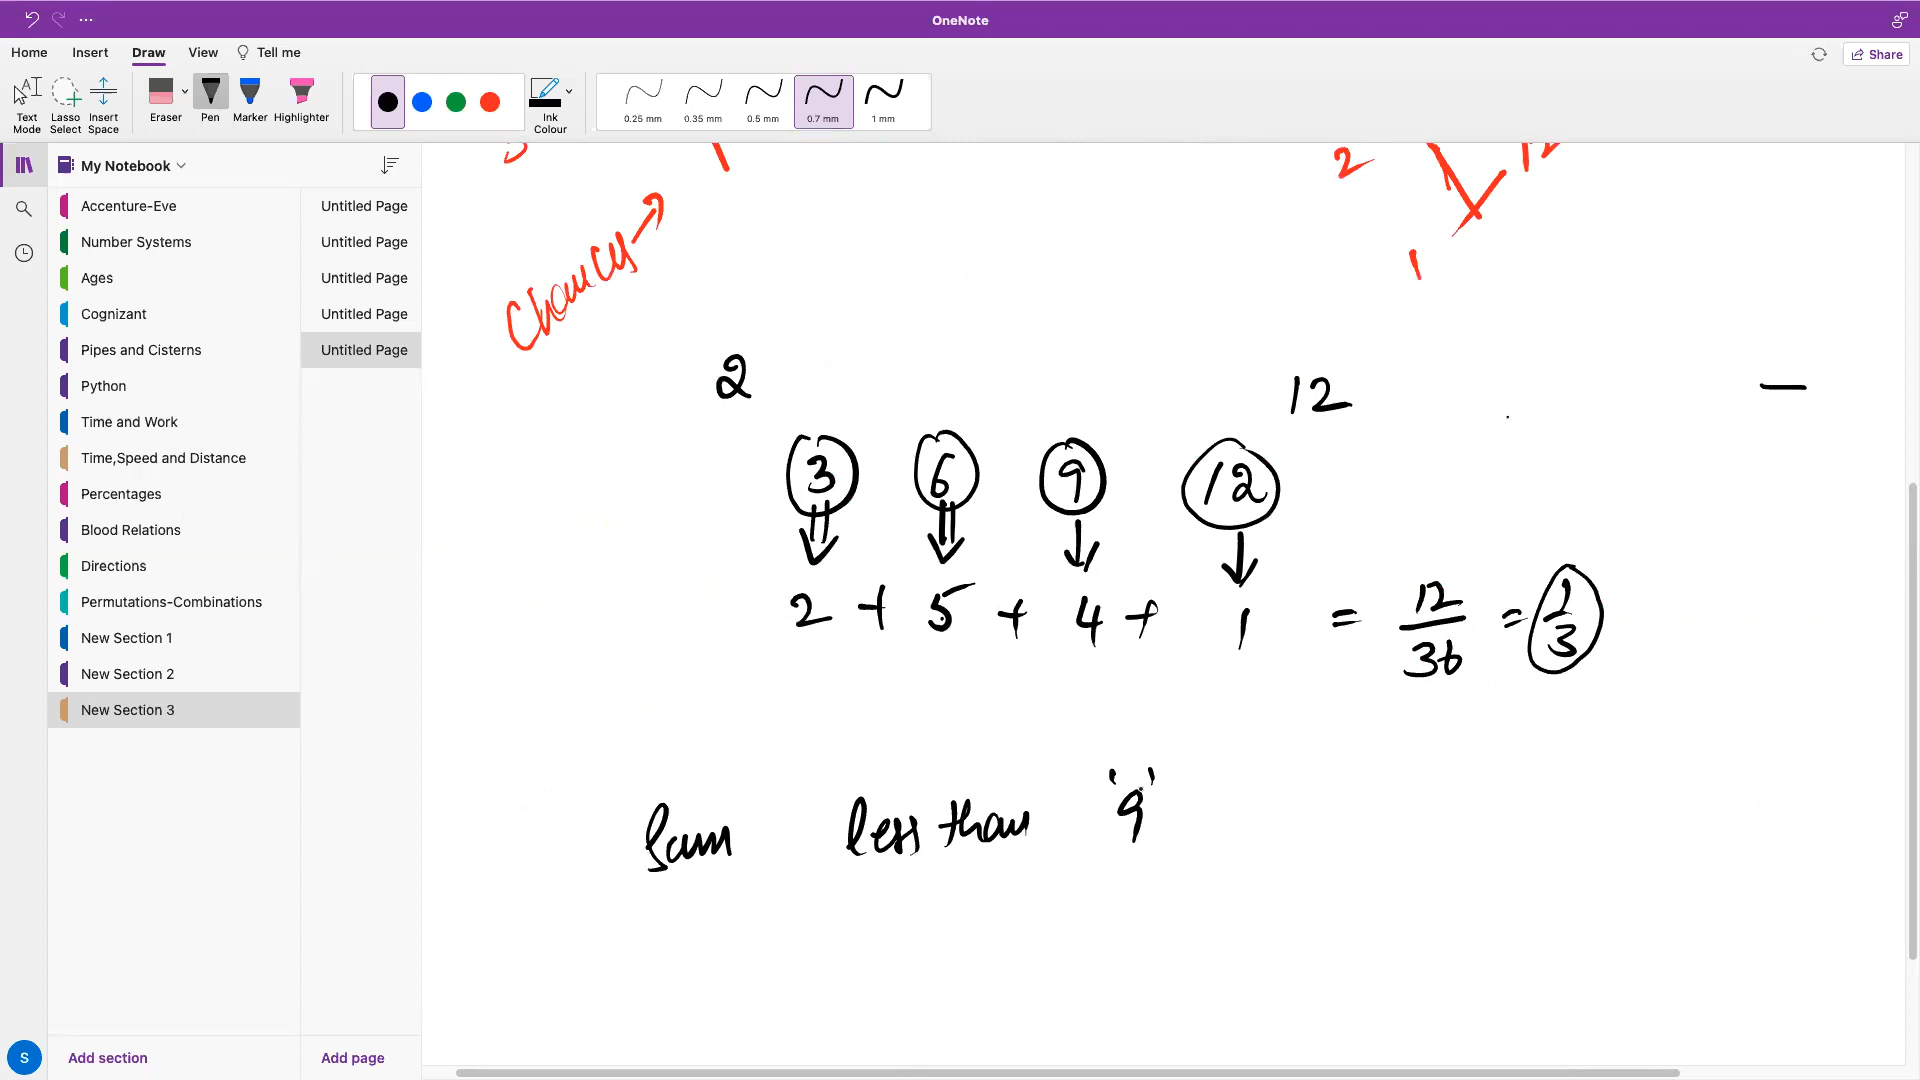 OneNote
Home Insert Draw View Tell me Share
Text Mode Lasso Select Insert Space Eraser Pen Marker Highlighter Ink Colour 0.25 mm 0.35 mm 0.5 mm 0.7 mm 1 mm
My Notebook
Accenture-Eve
Number Systems
Ages
Cognizant
Pipes and Cisterns
Python
Time and Work
Time,Speed and Distance
Percentages
Blood Relations
Directions
Permutations-Combinations
New Section 1
New Section 2
New Section 3
Untitled Page
Untitled Page
Untitled Page
Untitled Page
Untitled Page
2 12
1
Chances →
2 12 —
3 6 9 12
2 + 5 + 4 + 1 = 12/36 = 1/3
Sum less than '9'
S Add section Add page